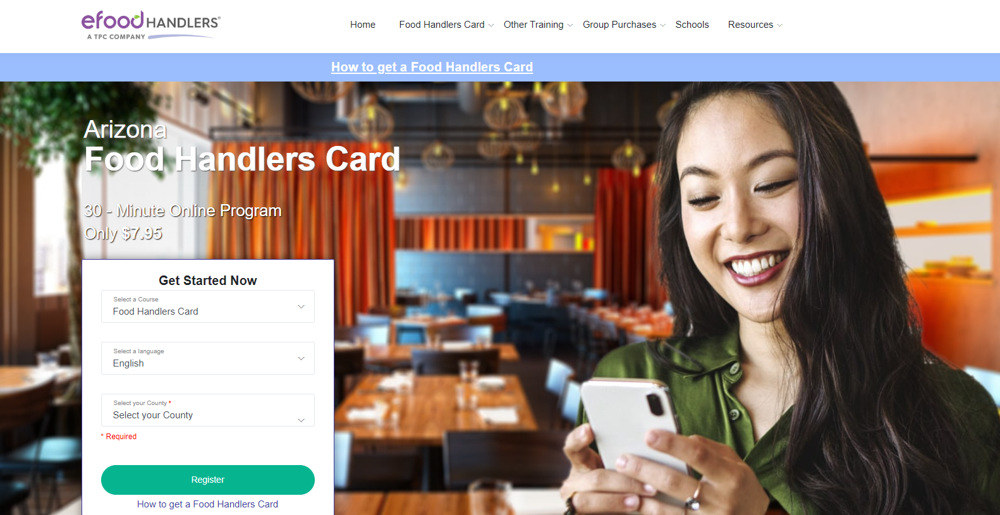 efoodHANDLERS®
A TPC COMPANY
Home Food Handlers Card Other Training Group Purchases Schools Resources
How to get a Food Handlers Card
Arizona
Food Handlers Card
30 - Minute Online Program
Only $7.95
Get Started Now
Select a Course
Food Handlers Card
Select a language
English
Select your County *
Select your County
* Required
Register
How to get a Food Handlers Card